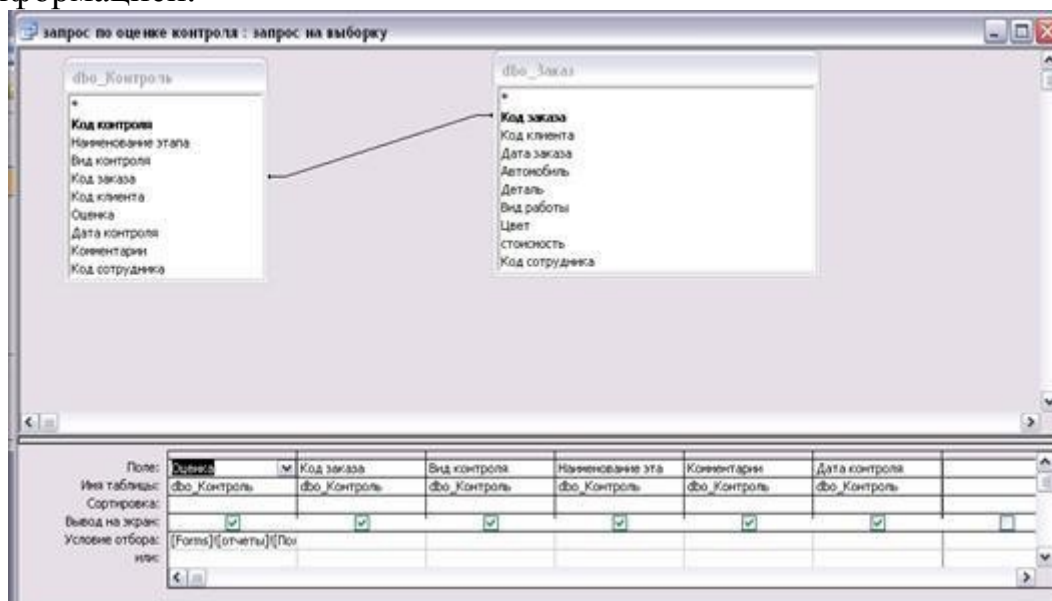 запрос по оценке контроля : запрос на выборку
dbo_Контроль
*
Код контроля
Наименование этапа
Вид контроля
Код заказа
Код клиента
Оценка
Дата контроля
Комментарии
Код сотрудника
dbo_Заказ
*
Код заказа
Код клиента
Дата заказа
Автомобиль
Деталь
Вид работы
Цвет
стоисность
Код сотрудника
Поле: Оценка Код заказа Вид контроля Наименование эта Комментарии Дата контроля
Имя таблицы: dbo_Контроль dbo_Контроль dbo_Контроль dbo_Контроль dbo_Контроль dbo_Контроль
Сортировка:
Вывод на экран:
Условие отбора: [Forms]![отчеты]![Пол
или: